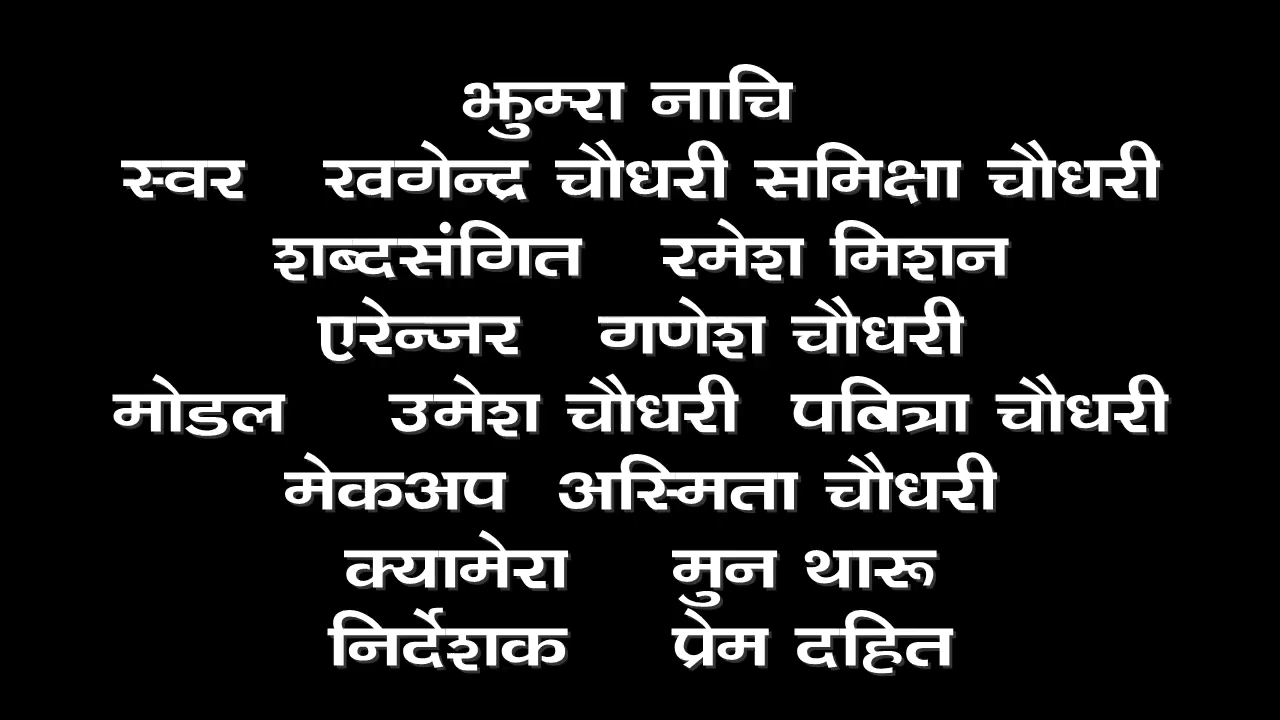 झुम्रा नाचि
स्वर खगेन्द्र चौधरी समिक्षा चौधरी
शब्दसंगित रमेश मिशन
एरेन्जर गणेश चौधरी
मोडल उमेश चौधरी पबित्रा चौधरी
मेकअप अस्मिता चौधरी
क्यामेरा मुन थारू
निर्देशक प्रेम दहित